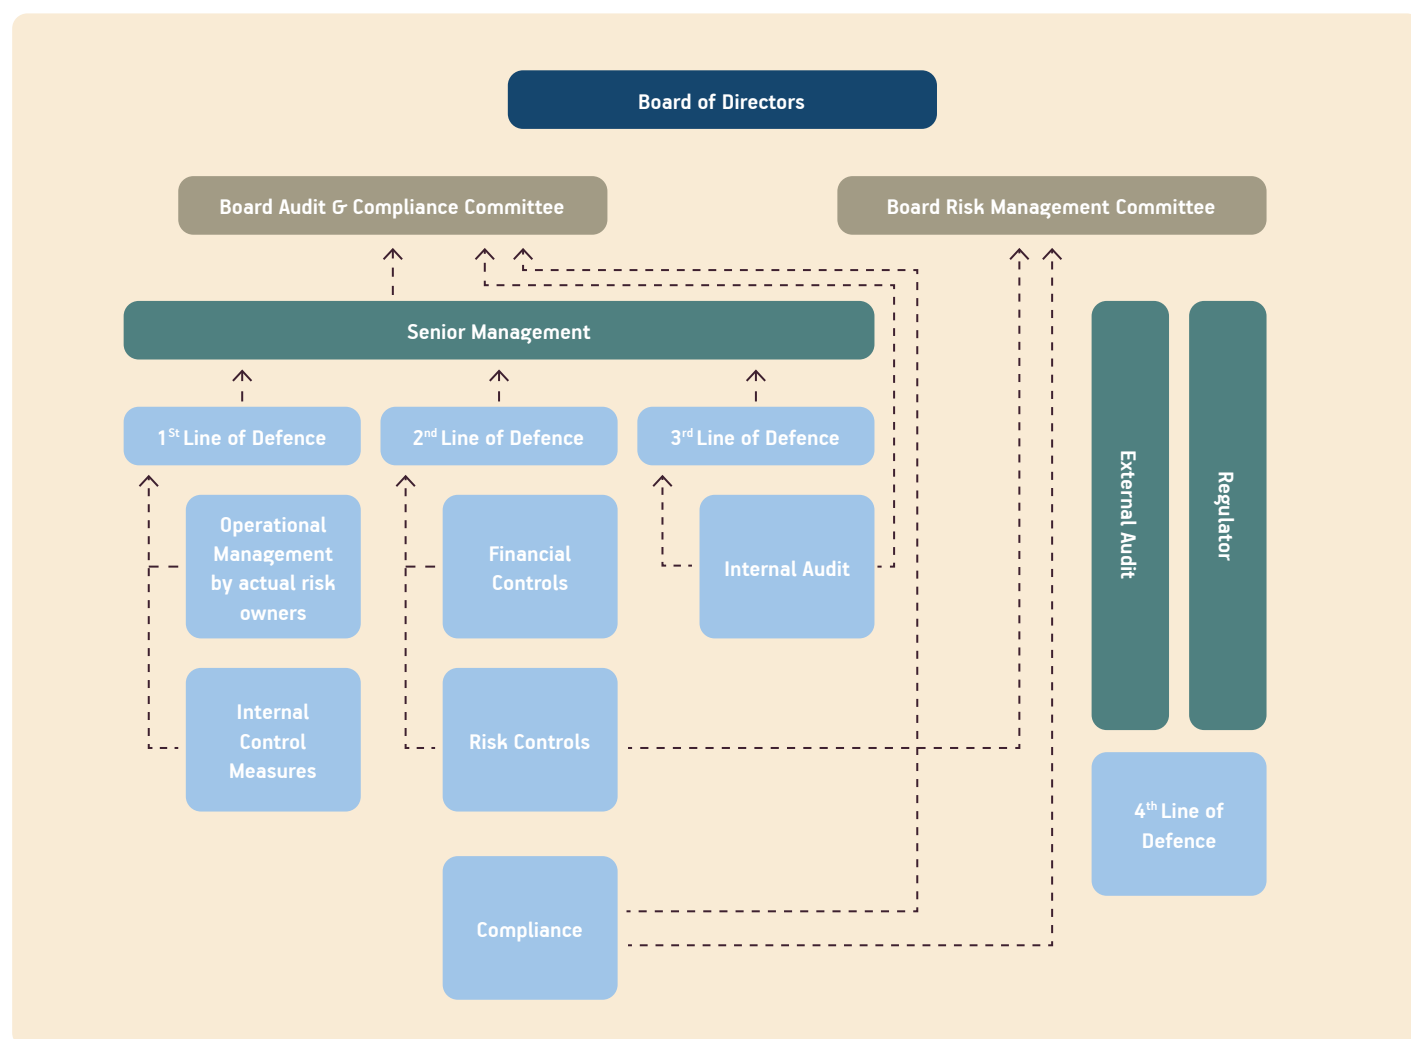 Board of Directors
Board Audit & Compliance Committee
Board Risk Management Committee
Senior Management
1St Line of Defence
2nd Line of Defence
3rd Line of Defence
Operational
Management
by actual risk
owners
Financial
Controls
Internal Audit
External Audit
Regulator
Internal
Control
Measures
Risk Controls
4th Line of
Defence
Compliance